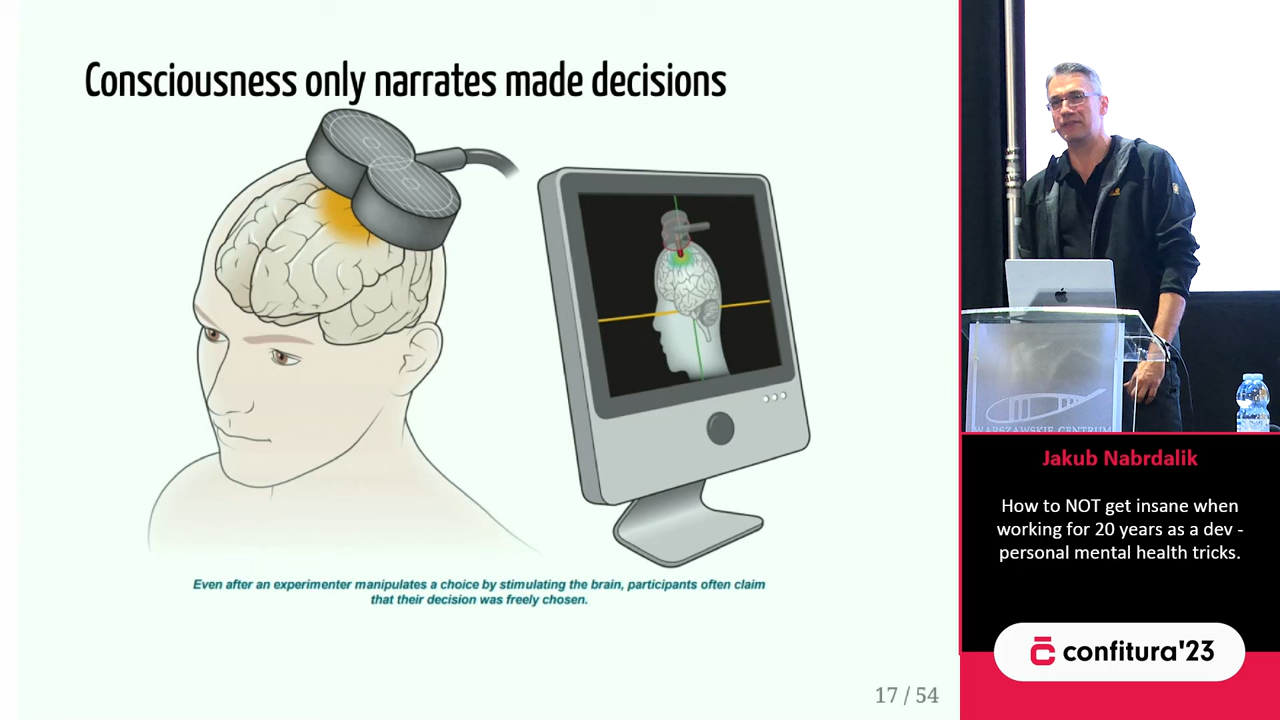 Consciousness only narrates made decisions
Even after an experimenter manipulates a choice by stimulating the brain, participants often claim
that their decision was freely chosen.
17 / 54
WARSZAWSKIE CENTRUM
Jakub Nabrdalik
How to NOT get insane when
working for 20 years as a dev -
personal mental health tricks.
confitura'23